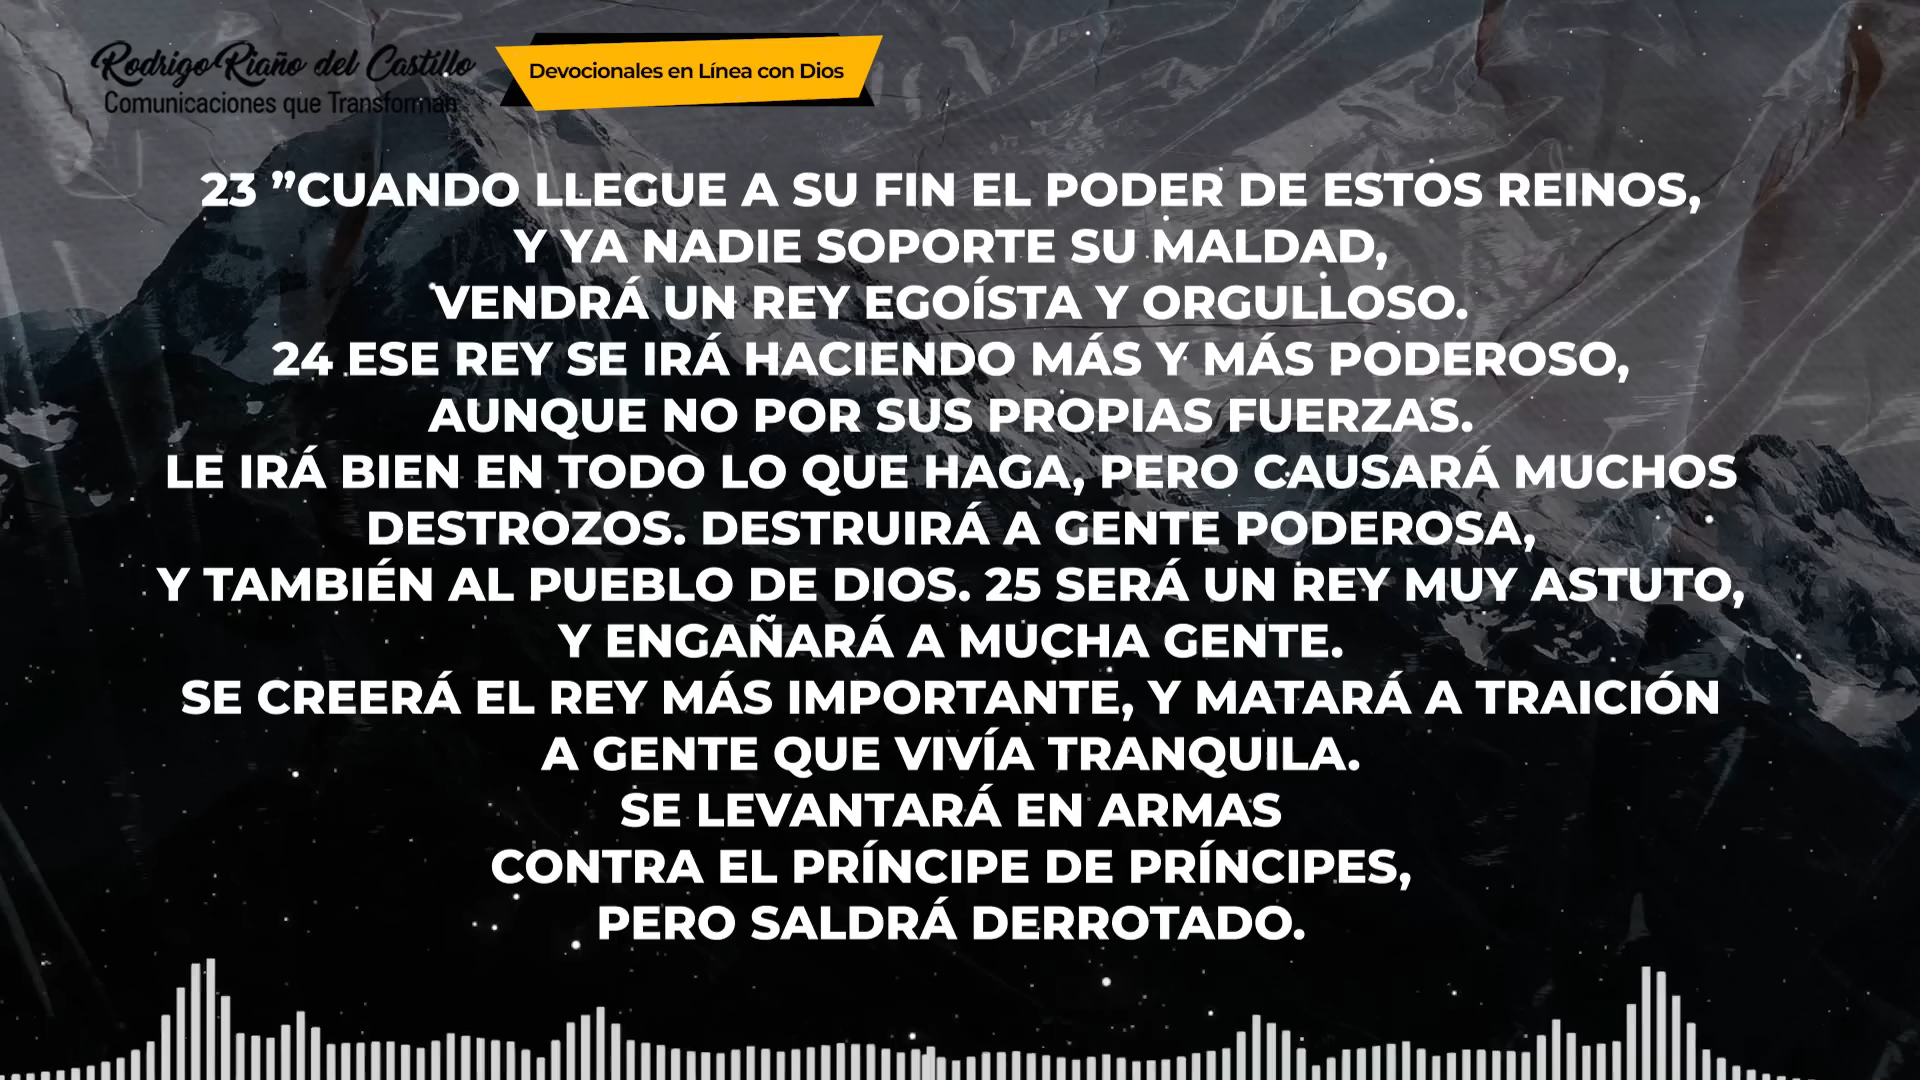 Rodrigo Riaño del Castillo
Comunicaciones que Transforman
Devocionales en Línea con Dios
23 ”CUANDO LLEGUE A SU FIN EL PODER DE ESTOS REINOS,
Y YA NADIE SOPORTE SU MALDAD,
VENDRÁ UN REY EGOÍSTA Y ORGULLOSO.
24 ESE REY SE IRÁ HACIENDO MÁS Y MÁS PODEROSO,
AUNQUE NO POR SUS PROPIAS FUERZAS.
LE IRÁ BIEN EN TODO LO QUE HAGA, PERO CAUSARÁ MUCHOS
DESTROZOS. DESTRUIRÁ A GENTE PODEROSA,
Y TAMBIÉN AL PUEBLO DE DIOS. 25 SERÁ UN REY MUY ASTUTO,
Y ENGAÑARÁ A MUCHA GENTE.
SE CREERÁ EL REY MÁS IMPORTANTE, Y MATARÁ A TRAICIÓN
A GENTE QUE VIVÍA TRANQUILA.
SE LEVANTARÁ EN ARMAS
CONTRA EL PRÍNCIPE DE PRÍNCIPES,
PERO SALDRÁ DERROTADO.